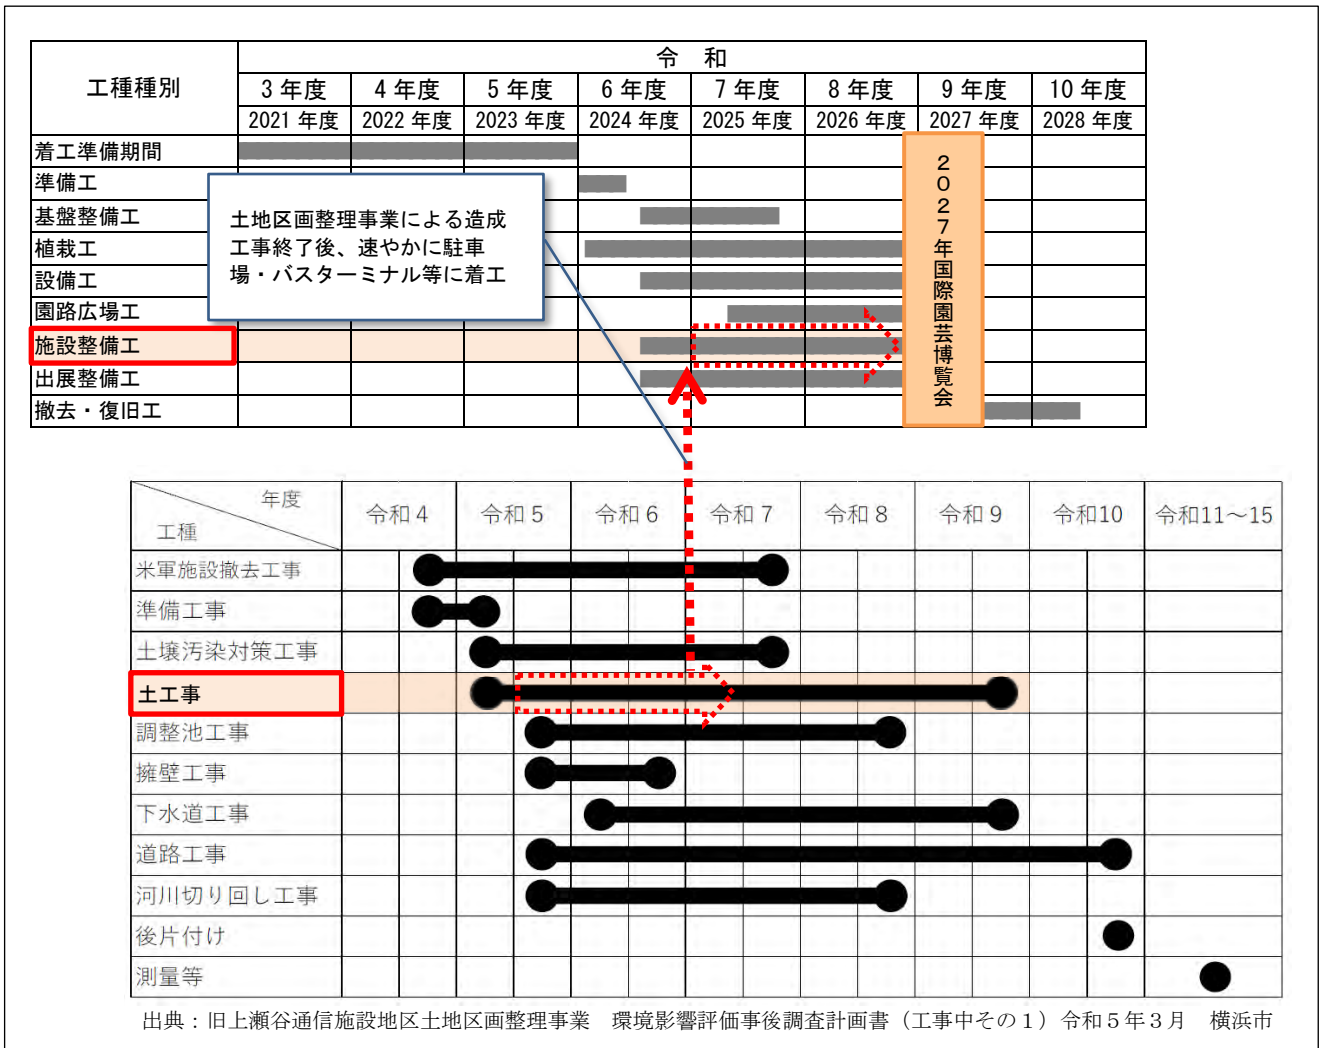 工種種別
令 和
3 年度 4 年度 5 年度 6 年度 7 年度 8 年度 9 年度 10 年度
2021 年度 2022 年度 2023 年度 2024 年度 2025 年度 2026 年度 2027 年度 2028 年度
着工準備期間
準備工
基盤整備工
植栽工
設備工
園路広場工
施設整備工
出展整備工
撤去・復旧工
土地区画整理事業による造成
工事終了後、速やかに駐車
場・バスターミナル等に着工
2027年国際園芸博覧会
年度
工種
令和4 令和5 令和6 令和7 令和8 令和9 令和10 令和11～15
米軍施設撤去工事
準備工事
土壌汚染対策工事
土工事
調整池工事
擁壁工事
下水道工事
道路工事
河川切り回し工事
後片付け
測量等
出典：旧上瀬谷通信施設地区土地区画整理事業　環境影響評価事後調査計画書（工事中その1）令和5年3月　横浜市